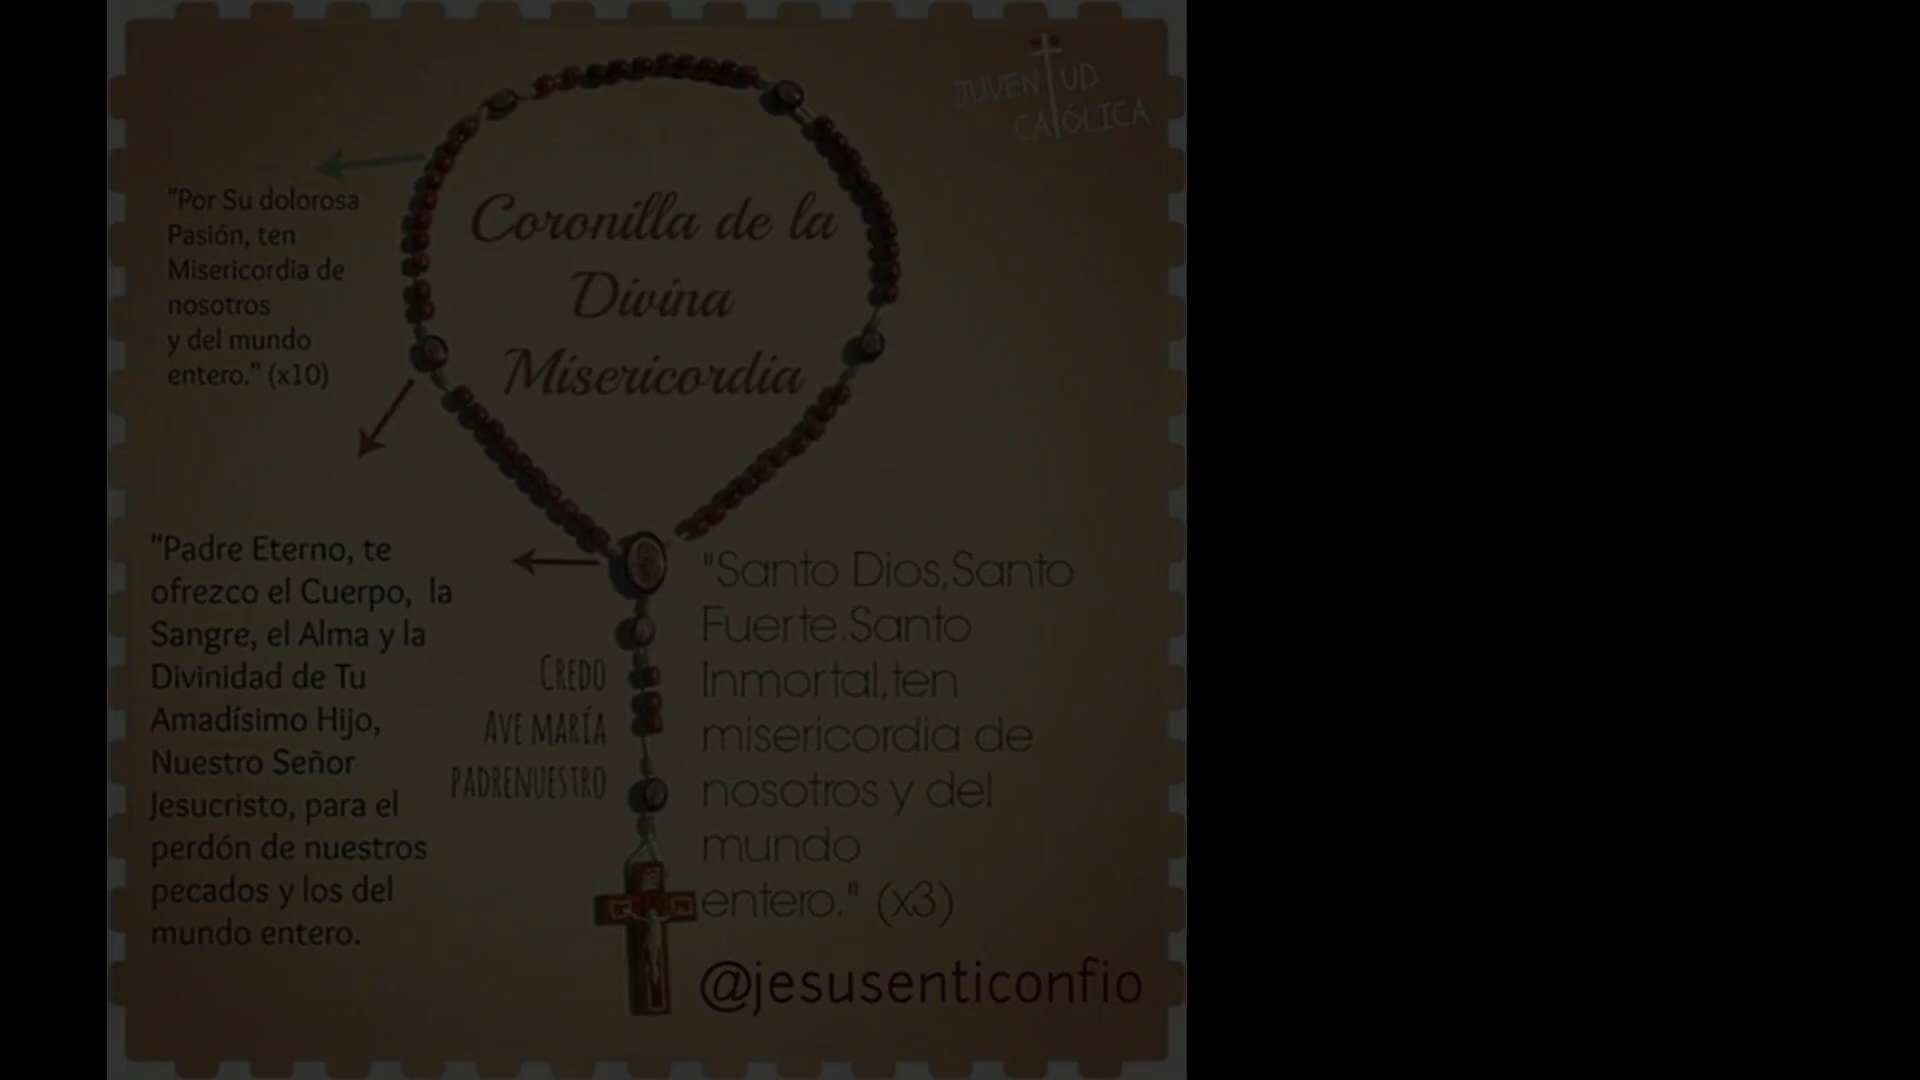 JUVENTUD
CATÓLICA
Coronilla de la
Divina
Misericordia
"Por Su dolorosa
Pasión, ten
Misericordia de
nosotros
y del mundo
entero." (x10)
"Padre Eterno, te
ofrezco el Cuerpo, la
Sangre, el Alma y la
Divinidad de Tu
Amadísimo Hijo,
Nuestro Señor
Jesucristo, para el
perdón de nuestros
pecados y los del
mundo entero.
CREDO
AVE MARÍA
PADRENUESTRO
"Santo Dios,Santo
Fuerte.Santo
Inmortal,ten
misericordia de
nosotros y del
mundo
entero." (x3)
@jesusenticonfio